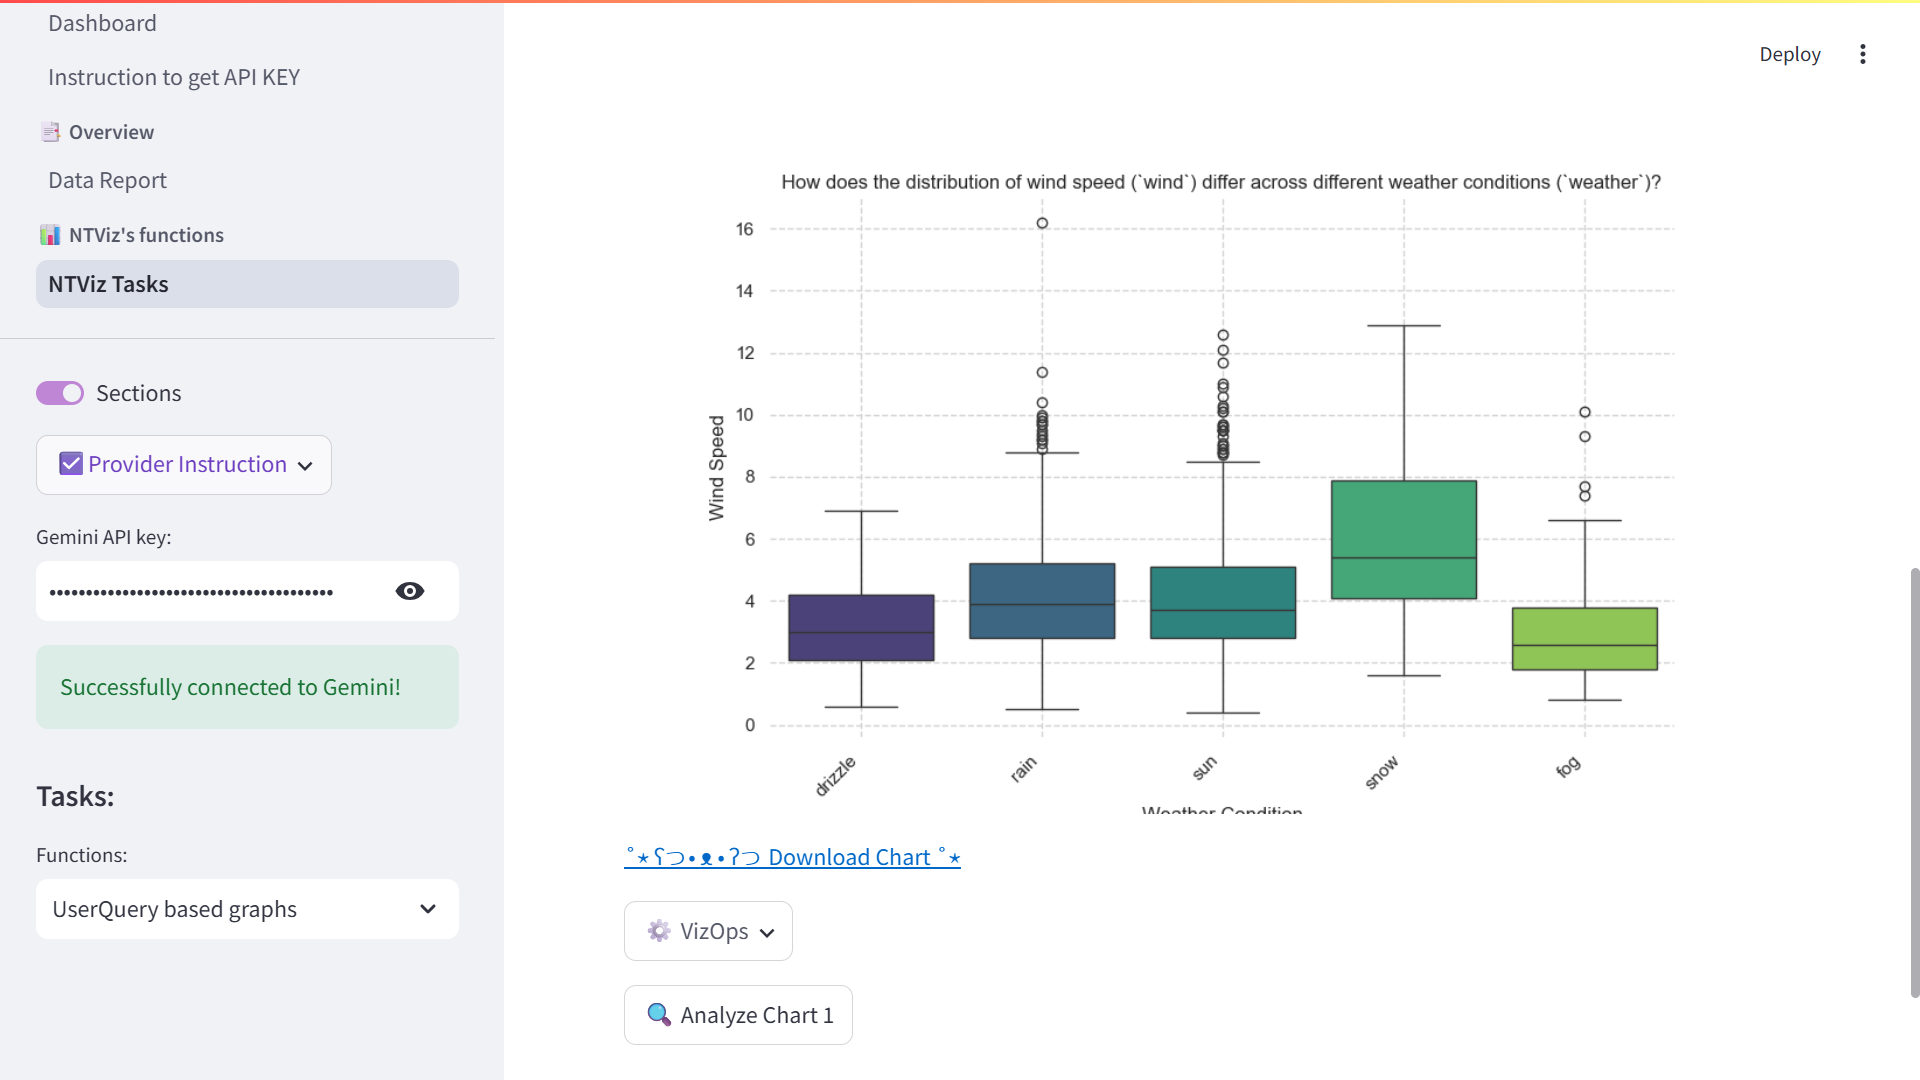 Dashboard
Instruction to get API KEY
Overview
Data Report
NTViz's functions
NTViz Tasks
Sections
Provider Instruction
Gemini API key:
••••••••••••••••••••••••••••••••••••••
Successfully connected to Gemini!
Tasks:
Functions:
UserQuery based graphs
Deploy
How does the distribution of wind speed (`wind`) differ across different weather conditions (`weather`)?
Wind Speed
16
14
12
10
8
6
4
2
0
drizzle
rain
sun
snow
fog
Weather Condition
˚⋆ʕつ•ᴥ•ʔつ Download Chart ˚⋆
VizOps
Analyze Chart 1